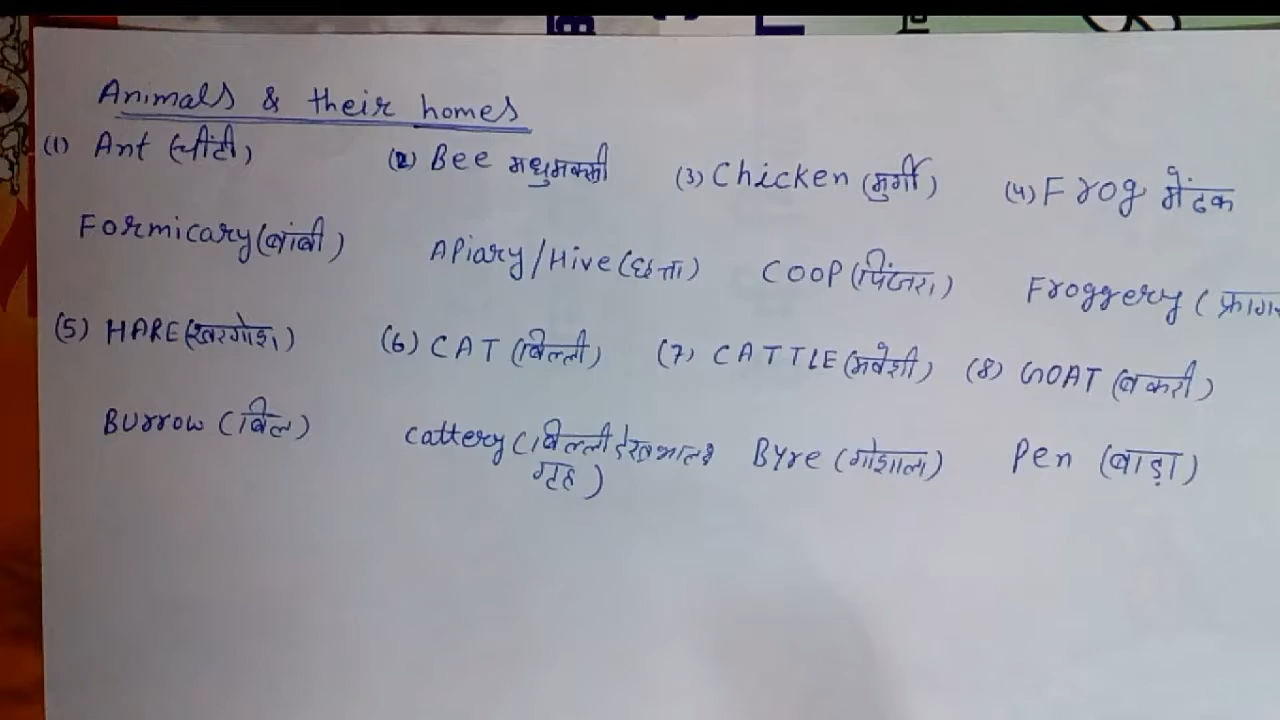 Animals & their homes
(1) Ant (चींटी) (2) Bee मधुमक्खी (3) Chicken (मुर्गी) (4) Frog मेंढक
Formicary (बांबी) Apiary/Hive (छत्ता) COOP (पिंजरा) Froggery (
(5) HARE (खरगोश) (6) CAT (बिल्ली) (7) CATTLE (मवेशी) (8) GOAT (बकरी)
Burrow (बिल) Cattery (बिल्ली देखभाल Byre (गोशाला) Pen (बाड़ा)
गृह)